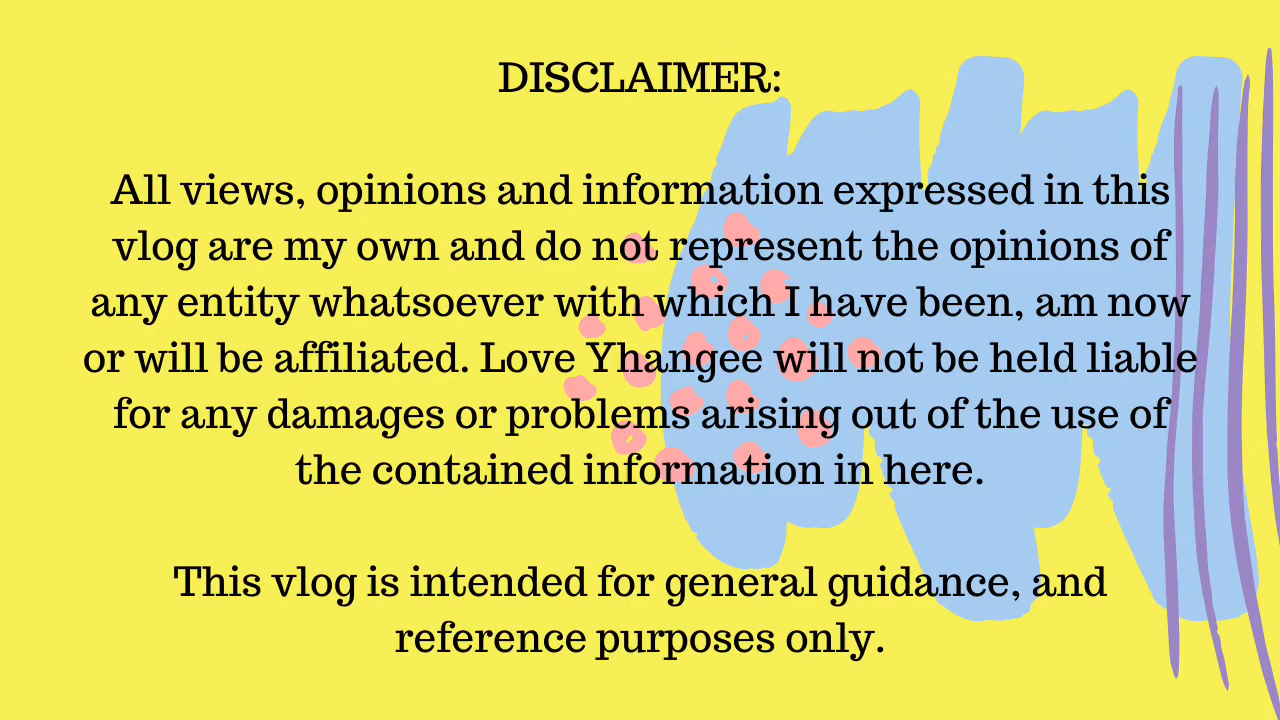 DISCLAIMER:
All views, opinions and information expressed in this
vlog are my own and do not represent the opinions of
any entity whatsoever with which I have been, am now
or will be affiliated. Love Yhangee will not be held liable
for any damages or problems arising out of the use of
the contained information in here.
This vlog is intended for general guidance, and
reference purposes only.